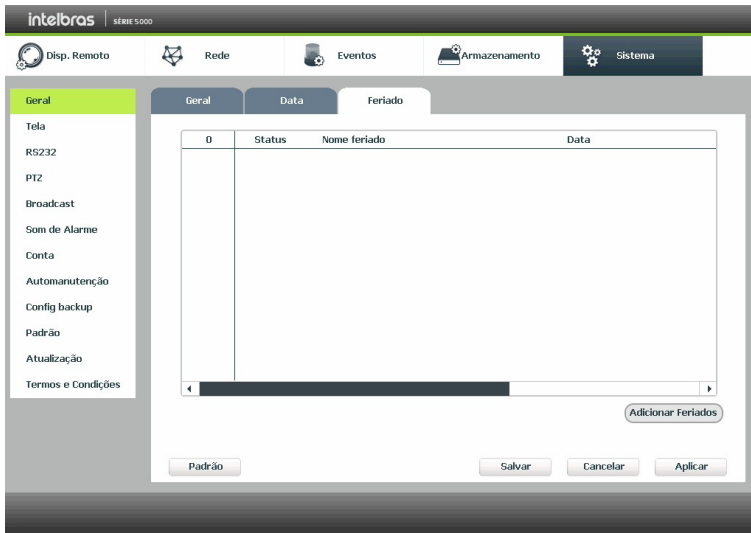 intelbras SÉRIE 5000
Disp. Remoto Rede Eventos Armazenamento Sistema
Geral
Tela
RS232
PTZ
Broadcast
Som de Alarme
Conta
Automanutenção
Config backup
Padrão
Atualização
Termos e Condições
Geral Data Feriado
0 Status Nome feriado Data
Adicionar Feriados
Padrão Salvar Cancelar Aplicar